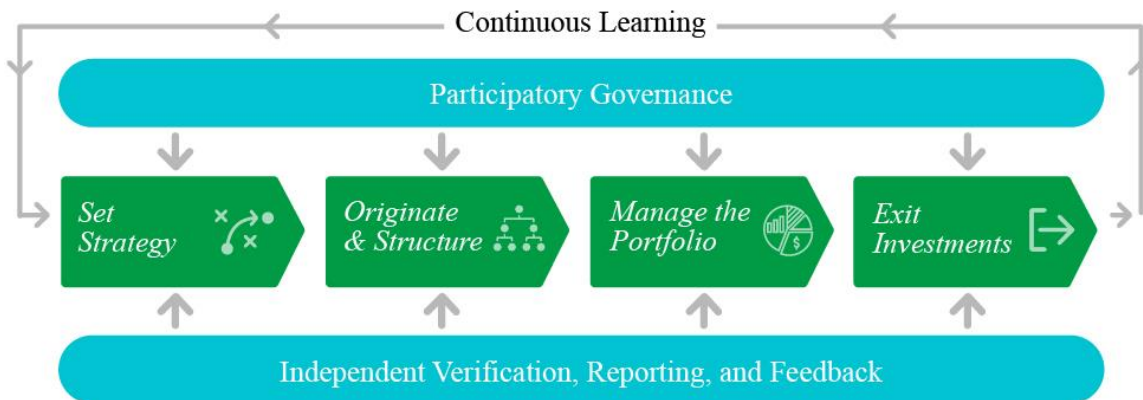 Continuous Learning
Participatory Governance
Set
Strategy
Originate
& Structure
Manage the
Portfolio
$
Exit
Investments
Independent Verification, Reporting, and Feedback